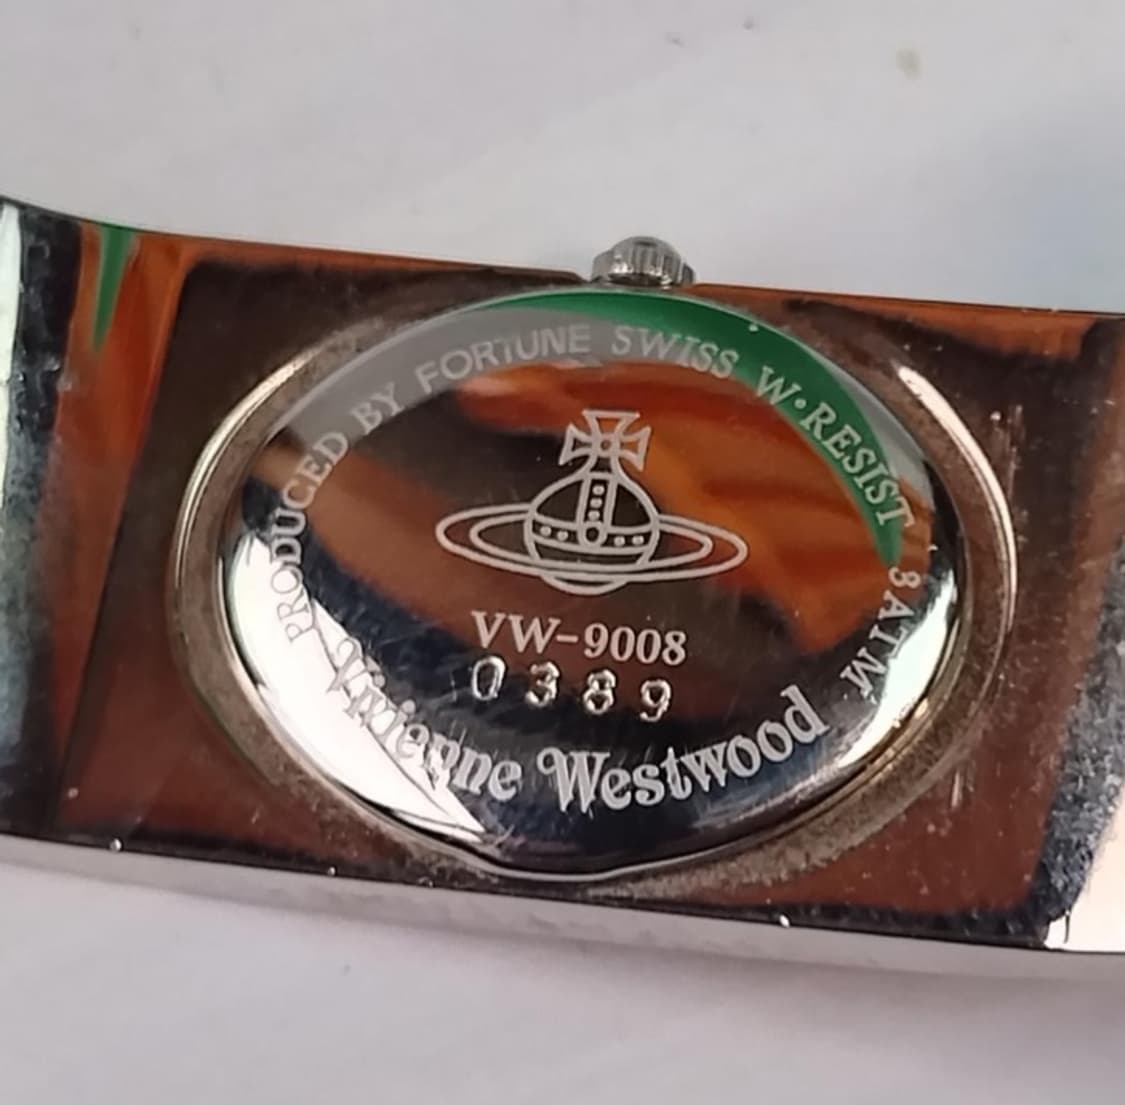 PRODUCED BY FORTUNE SWISS W·RESIST 3ATM
VW-9008
0389
Vivienne Westwood